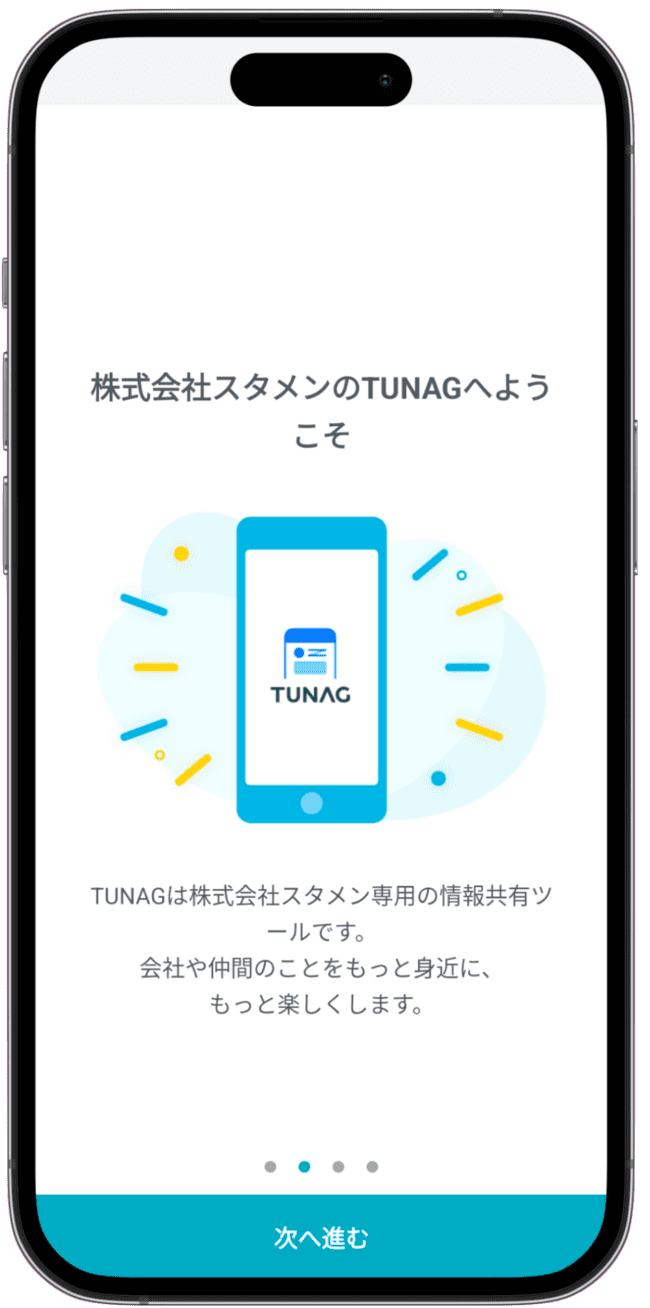 株式会社スタメンのTUNAGへよう
こそ
TUNAG
TUNAGは株式会社スタメン専用の情報共有ツ
ールです。
会社や仲間のことをもっと身近に、
もっと楽しくします。
次へ進む